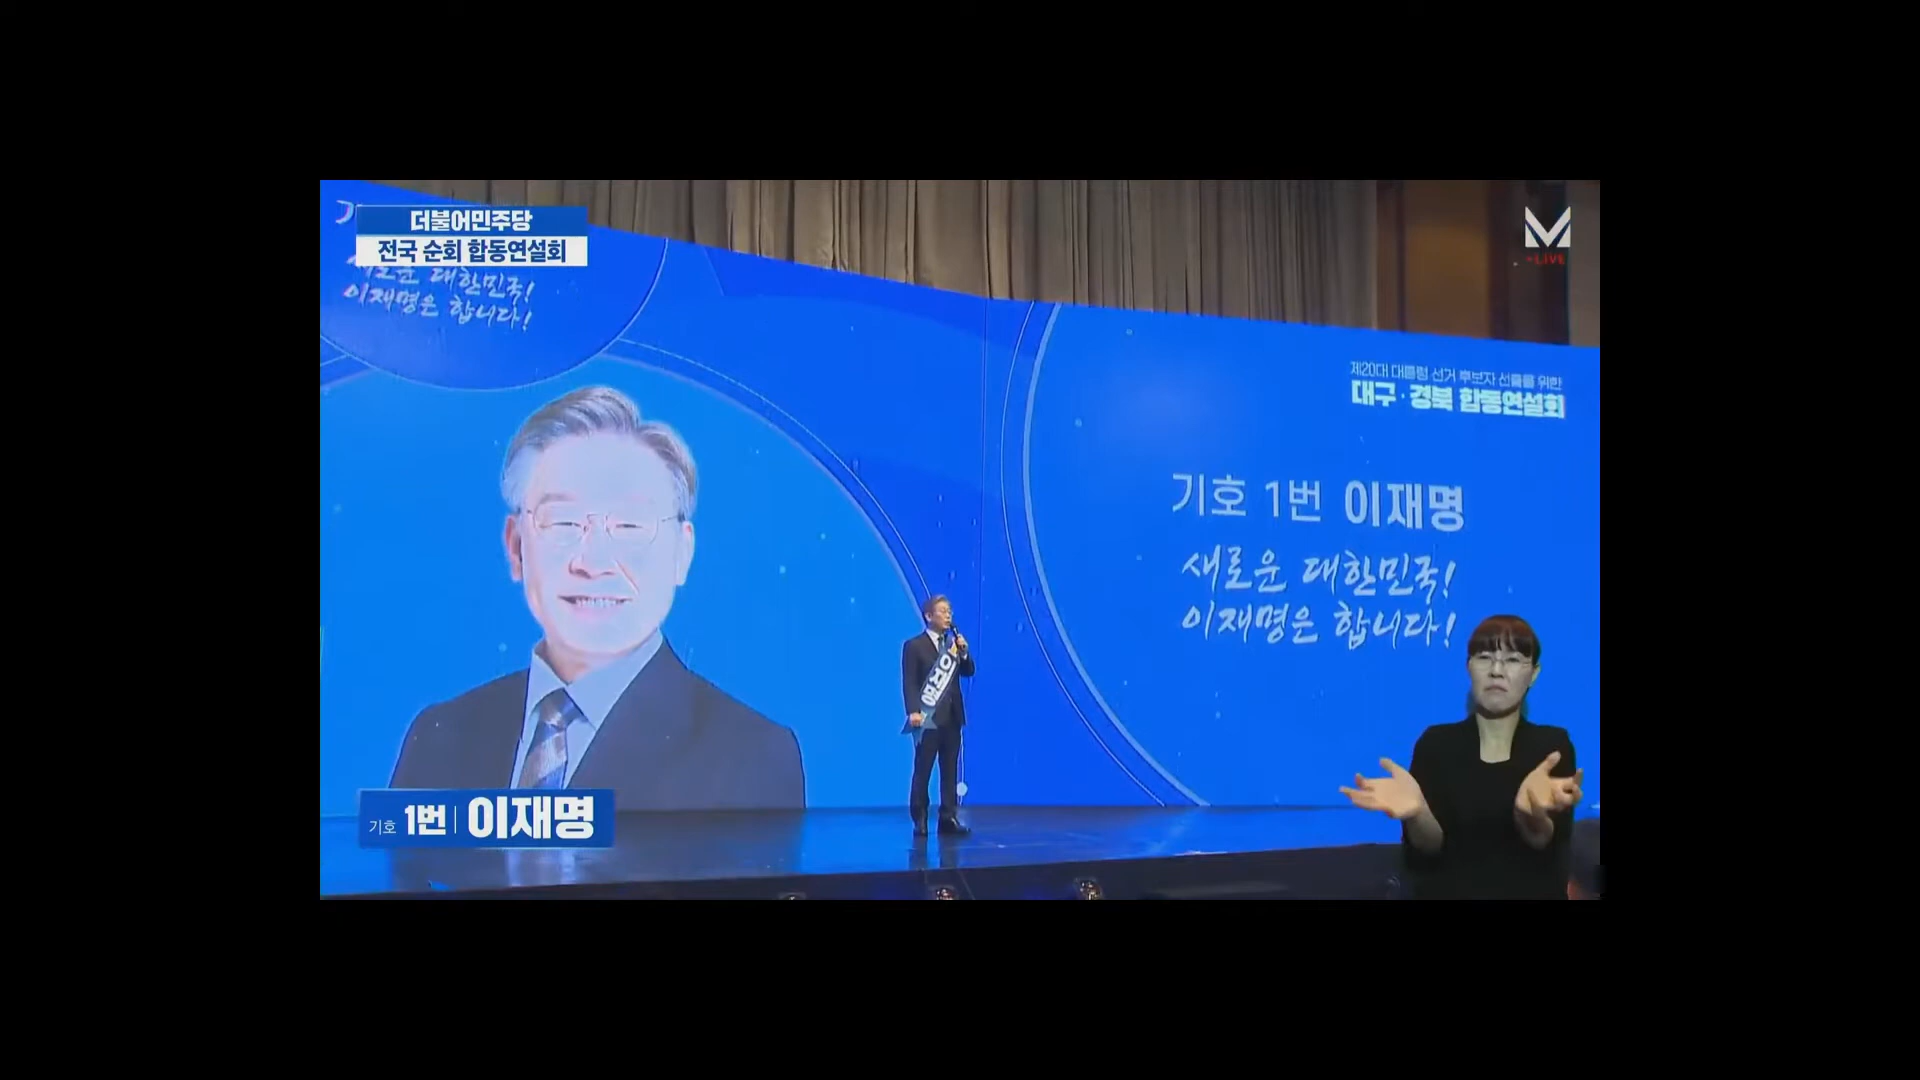 더불어민주당
전국 순회 합동연설회
새로운 대한민국!
이재명은 합니다!
LIVE
제20대 대통령 선거 후보자 선출을 위한
대구·경북 합동연설회
기호 1번 이재명
새로운 대한민국!
이재명은 합니다!
이재명
기호 1번 이재명